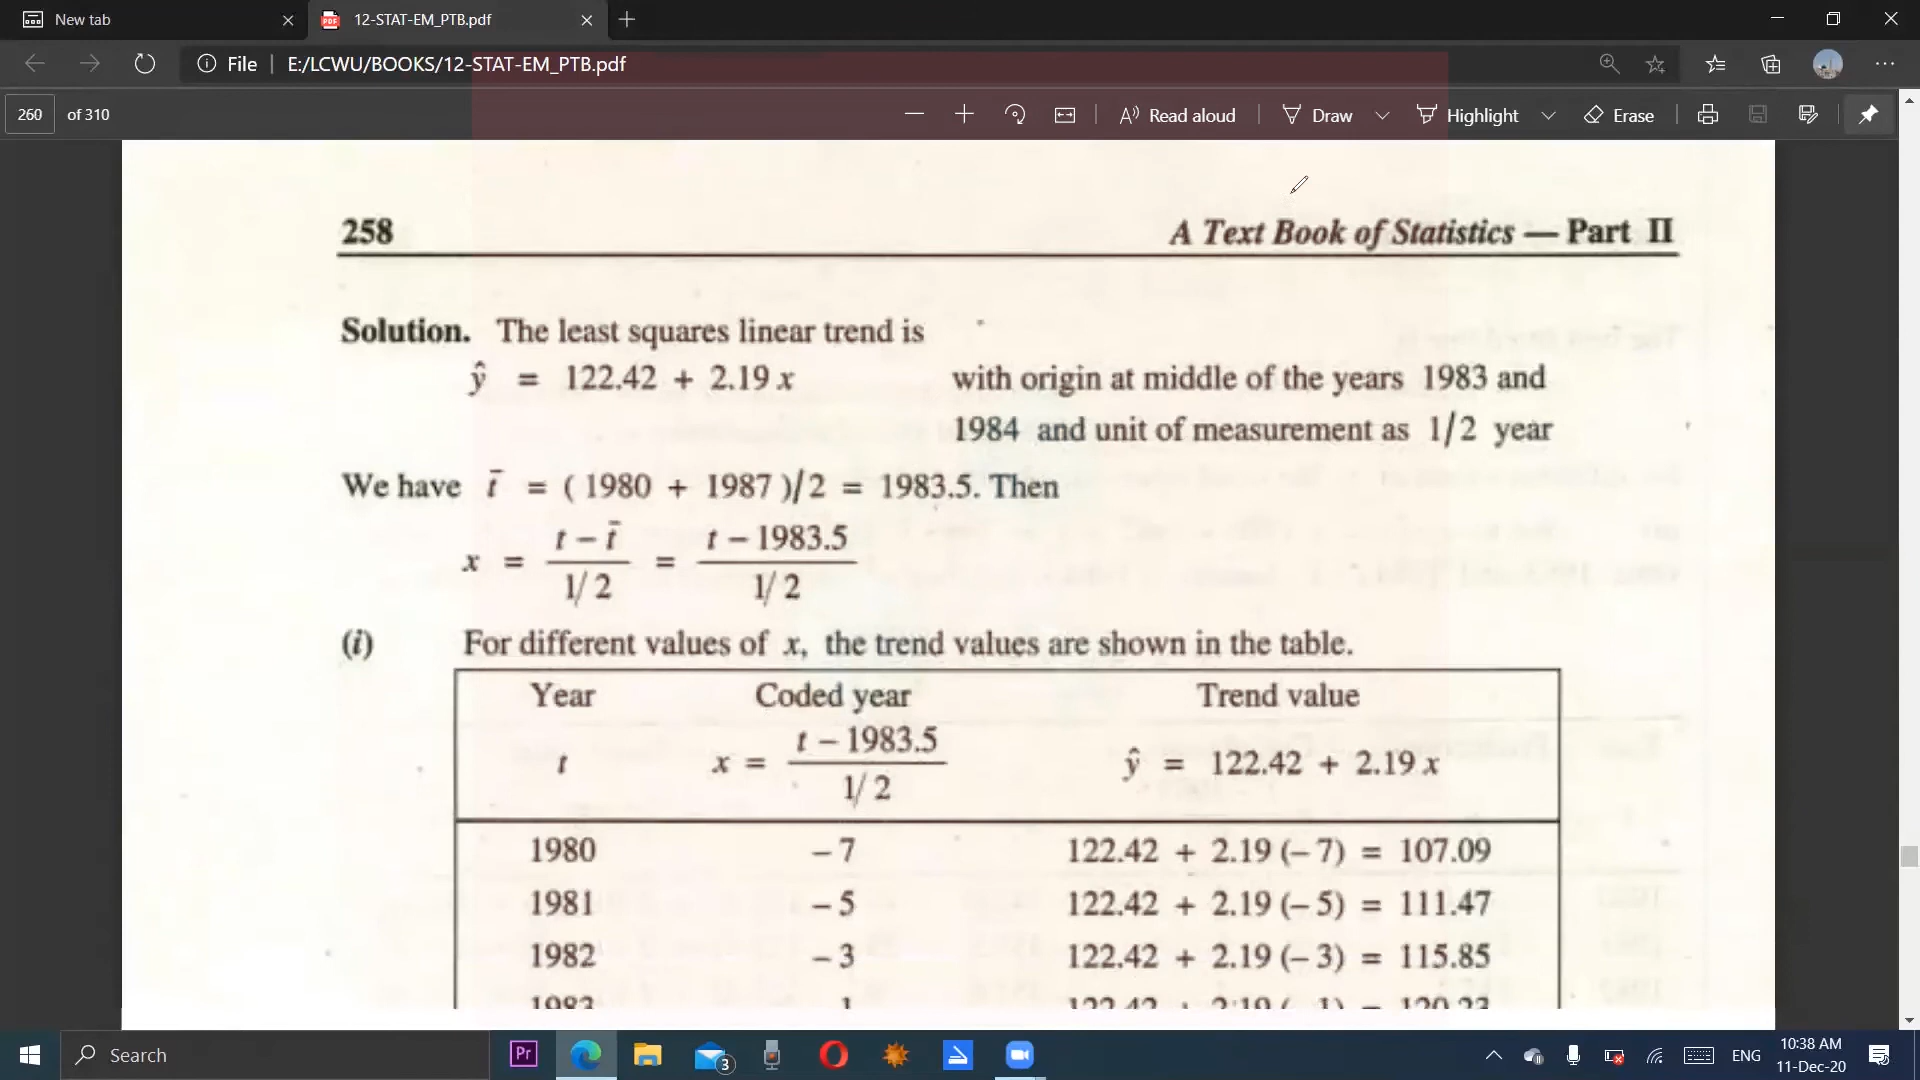 New tab
12-STAT-EM_PTB.pdf
File
E:/LCWU/BOOKS/12-STAT-EM_PTB.pdf
260 of 310
Read aloud
Draw
Highlight
Erase
258
A Text Book of Statistics — Part II
Solution. The least squares linear trend is
ŷ = 122.42 + 2.19 x with origin at middle of the years 1983 and
1984 and unit of measurement as 1/2 year
We have t̄ = ( 1980 + 1987 )/2 = 1983.5. Then
x = (t − t̄)/(1/2) = (t − 1983.5)/(1/2)
(i) For different values of x, the trend values are shown in the table.
Year Coded year Trend value
t x = (t − 1983.5)/(1/2) ŷ = 122.42 + 2.19 x
1980 − 7 122.42 + 2.19 (− 7) = 107.09
1981 − 5 122.42 + 2.19 (− 5) = 111.47
1982 − 3 122.42 + 2.19 (− 3) = 115.85
Search
Pr
3
ENG
10:38 AM
11-Dec-20